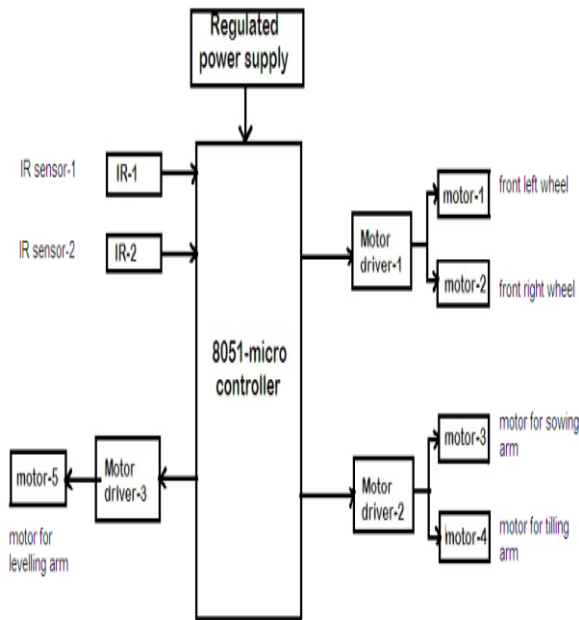 Regulated
power supply
IR sensor-1
IR-1
IR sensor-2
IR-2
8051-micro
controller
Motor
driver-1
motor-1
front left wheel
motor-2
front right wheel
motor-5
Motor
driver-3
motor for
levelling arm
Motor
driver-2
motor-3
motor for sowing
arm
motor-4
motor for tilling
arm